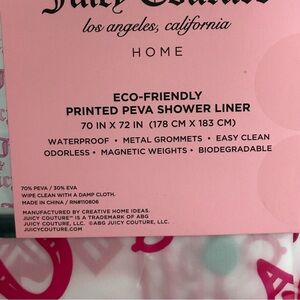 Juicy Couture
los angeles, california
HOME
ECO-FRIENDLY
PRINTED PEVA SHOWER LINER
70 IN X 72 IN (178 CM X 183 CM)
WATERPROOF • METAL GROMMETS • EASY CLEAN
ODORLESS • MAGNETIC WEIGHTS • BIODEGRADABLE
70% PEVA / 30% EVA
WIPE CLEAN WITH A DAMP CLOTH.
MADE IN CHINA / RN#110806
MANUFACTURED BY CREATIVE HOME IDEAS.
JUICY COUTURE™ IS A TRADEMARK OF ABG
JUICY COUTURE, LLC. ©ABG JUICY COUTURE, LLC.
JUICYCOUTURE.COM